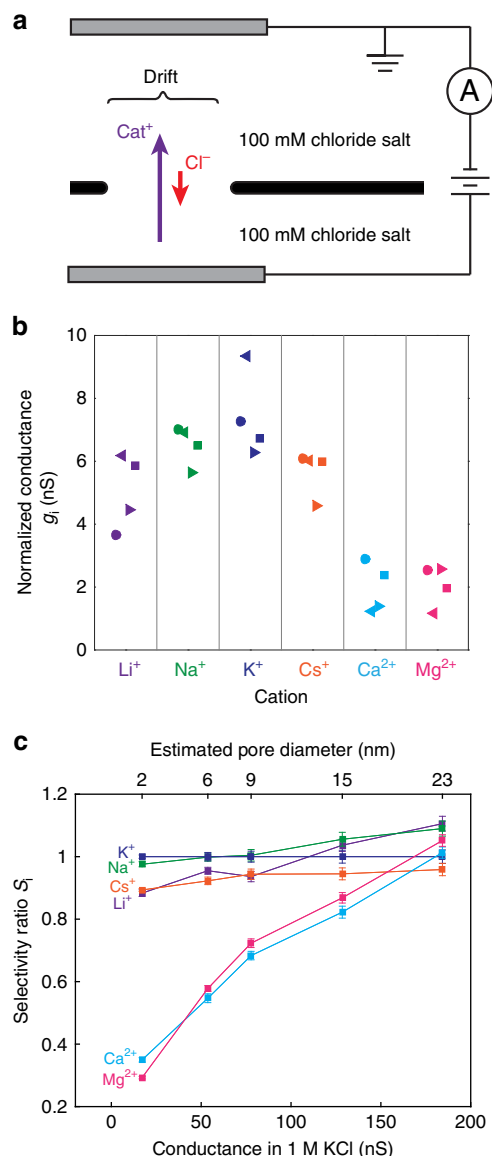 a
Drift
Cat⁺
Cl⁻
A
100 mM chloride salt
100 mM chloride salt
b
10
8
6
4
2
0
Normalized conductance
gᵢ (nS)
Li⁺ Na⁺ K⁺ Cs⁺ Ca²⁺ Mg²⁺
Cation
c
Estimated pore diameter (nm)
2 6 9 15 23
1.2
1
0.8
0.6
0.4
0.2
Selectivity ratio Sᵢ
K⁺
Na⁺
Cs⁺
Li⁺
Ca²⁺
Mg²⁺
0 50 100 150 200
Conductance in 1 M KCl (nS)